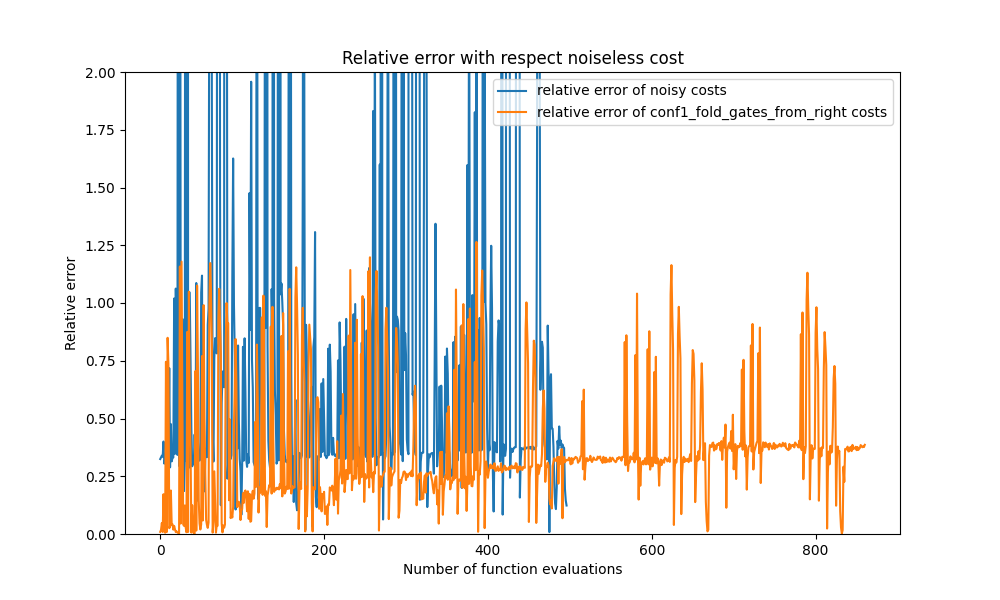 Relative error with respect noiseless cost
relative error of noisy costs
relative error of conf1_fold_gates_from_right costs
2.00
1.75
1.50
1.25
1.00
0.75
0.50
0.25
0.00
Relative error
0 200 400 600 800
Number of function evaluations